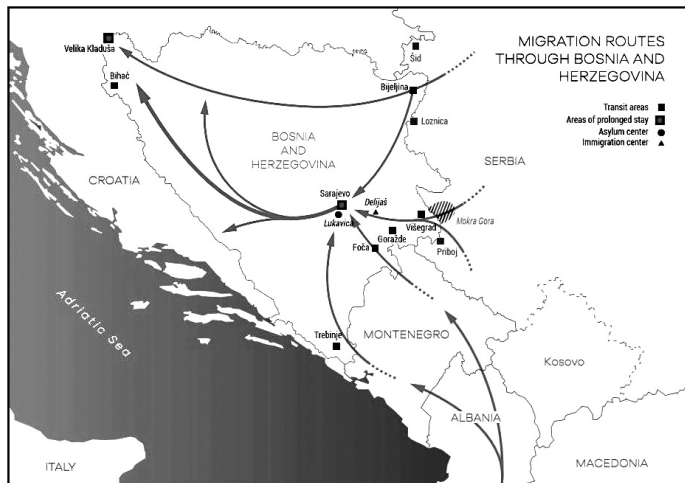 MIGRATION ROUTES
THROUGH BOSNIA AND
HERZEGOVINA
Transit areas
Areas of prolonged stay
Asylum center
Immigration center
Velika Kladuša
Bihać
Šid
Bijeljina
Loznica
BOSNIA
AND
HERZEGOVINA
SERBIA
CROATIA
Sarajevo
Delijaš
Lukavica
Višegrad
Mokra Gora
Goražde
Foča
Priboj
Adriatic Sea
Trebinje
MONTENEGRO
Kosovo
ALBANIA
ITALY
MACEDONIA